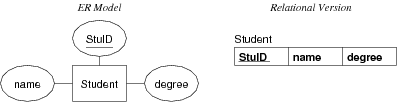 ER Model
StuID
name
Student
degree
Relational Version
Student
StuID name degree